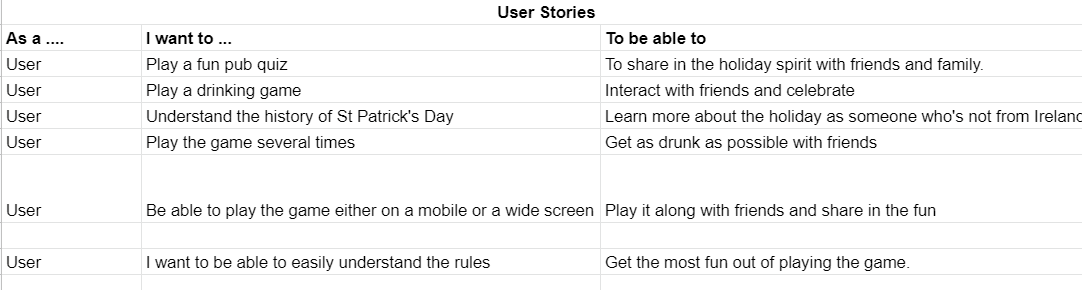 User Stories
As a .... I want to ... To be able to
User Play a fun pub quiz To share in the holiday spirit with friends and family.
User Play a drinking game Interact with friends and celebrate
User Understand the history of St Patrick's Day Learn more about the holiday as someone who's not from
User Play the game several times Get as drunk as possible with friends
User Be able to play the game either on a mobile or a wide screen Play it along with friends and share in the fun
User I want to be able to easily understand the rules Get the most fun out of playing the game.